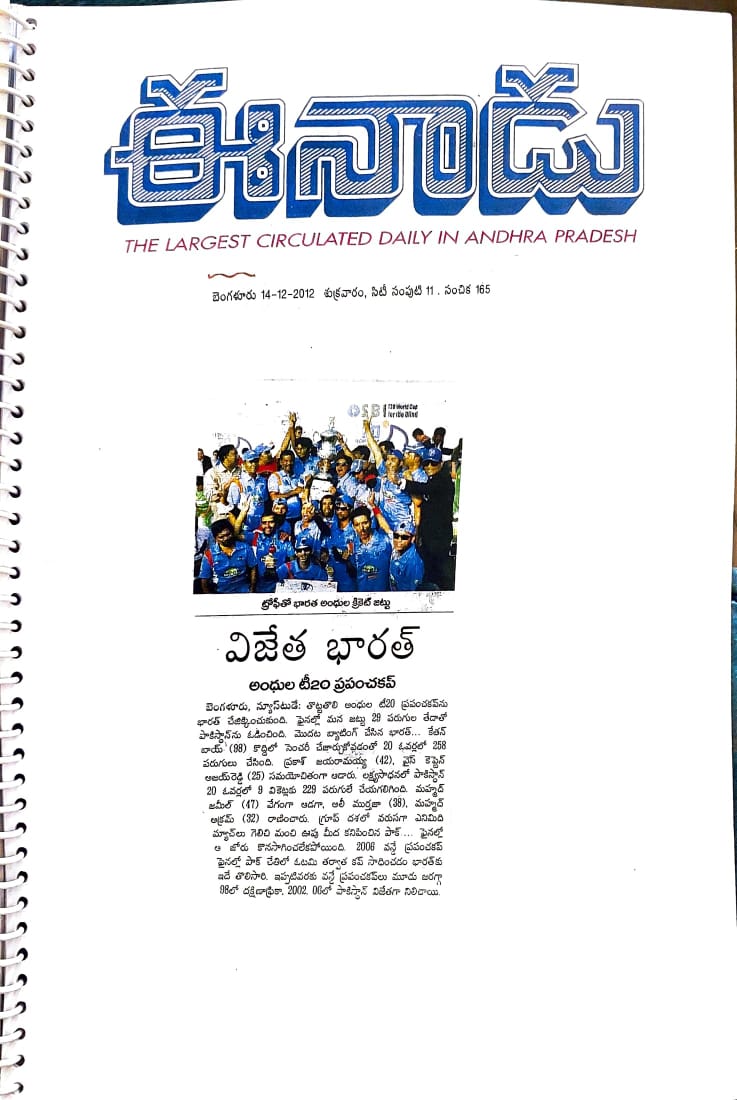 ఈనాడు
THE LARGEST CIRCULATED DAILY IN ANDHRA PRADESH
బెంగళూరు 14-12-2012 శుక్రవారం, సిటీ సంపుటి 11 . సంచిక 165
SBI T20 World Cup
for the Blind
ట్రోఫీతో భారత అంధుల క్రికెట్ జట్టు
విజేత భారత్
అంధుల టీ20 ప్రపంచకప్
బెంగళూరు, న్యూస్‌టుడే: తొట్టతొలి అంధుల టీ20 ప్రపంచకప్‌ను
భారత్ చేజిక్కించుకుంది. ఫైనల్లో మన జట్టు 29 పరుగుల తేడాతో
పాకిస్థాన్‌ను ఓడించింది. మొదట బ్యాటింగ్ చేసిన భారత్... కేతన్
బాయ్ (98) కొద్దిలో సెంచరీ చేజార్చుకోవ్వడంతో 20 ఓవర్లలో 258
పరుగులు చేసింది. ప్రకాశ్ జయరామయ్య (42), వైస్ కెప్టెన్
అజయ్‌రెడ్డి (25) సమయోచితంగా ఆడారు. లక్ష్యసాధనలో పాకిస్థాన్
20 ఓవర్లలో 9 వికెట్లకు 229 పరుగులే చేయగలిగింది. మహ్మద్
జమీల్ (47) వేగంగా ఆడగా, అలీ ముర్తజా (38), మహ్మద్
అక్రమ్ (32) రాణించారు. గ్రూప్ దశలో వరుసగా ఎనిమిది
మ్యాచ్‌లు గెలిచి మంచి ఊపు మీద కనిపించిన పాక్... ఫైనల్లో
ఆ జోరు కొనసాగించలేకపోయింది. 2006 వన్డే ప్రపంచకప్
ఫైనల్లో పాక్ చేతిలో ఓటమి తర్వాత కప్ సాధించడం భారత్‌కు
ఇదే తొలిసారి. ఇప్పటివరకు వన్డే ప్రపంచకప్‌లు మూడు జరగ్గా
98లో దక్షిణాఫ్రికా, 2002, 06లో పాకిస్థాన్ విజేతగా నిలిచాయి.